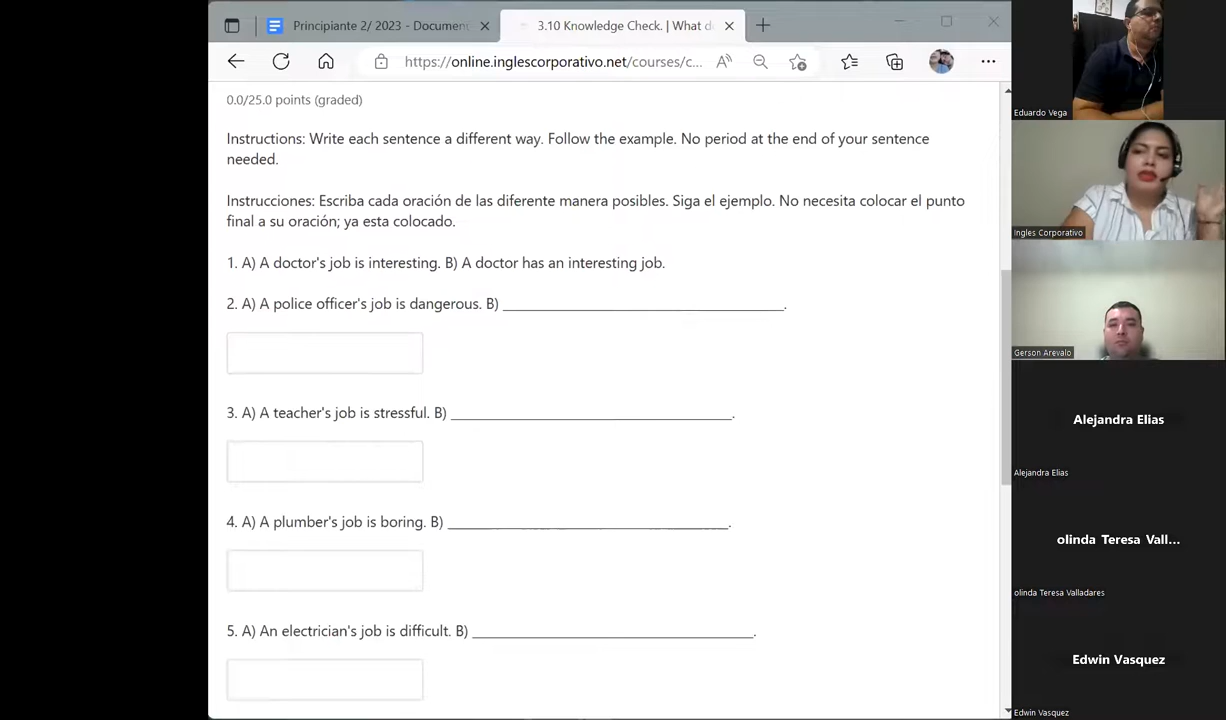 Principiante 2/ 2023 - Documen
3.10 Knowledge Check. | What d
https://online.inglescorporativo.net/courses/c...
0.0/25.0 points (graded)
Instructions: Write each sentence a different way. Follow the example. No period at the end of your sentence
needed.
Instrucciones: Escriba cada oración de las diferente manera posibles. Siga el ejemplo. No necesita colocar el punto
final a su oración; ya esta colocado.
1. A) A doctor's job is interesting. B) A doctor has an interesting job.
2. A) A police officer's job is dangerous. B) __________________________________.
3. A) A teacher's job is stressful. B) __________________________________.
4. A) A plumber's job is boring. B) __________________________________.
5. A) An electrician's job is difficult. B) __________________________________.
Eduardo Vega
Ingles Corporativo
Gerson Arevalo
Alejandra Elias
Alejandra Elias
olinda Teresa Vall...
olinda Teresa Valladares
Edwin Vasquez
Edwin Vasquez